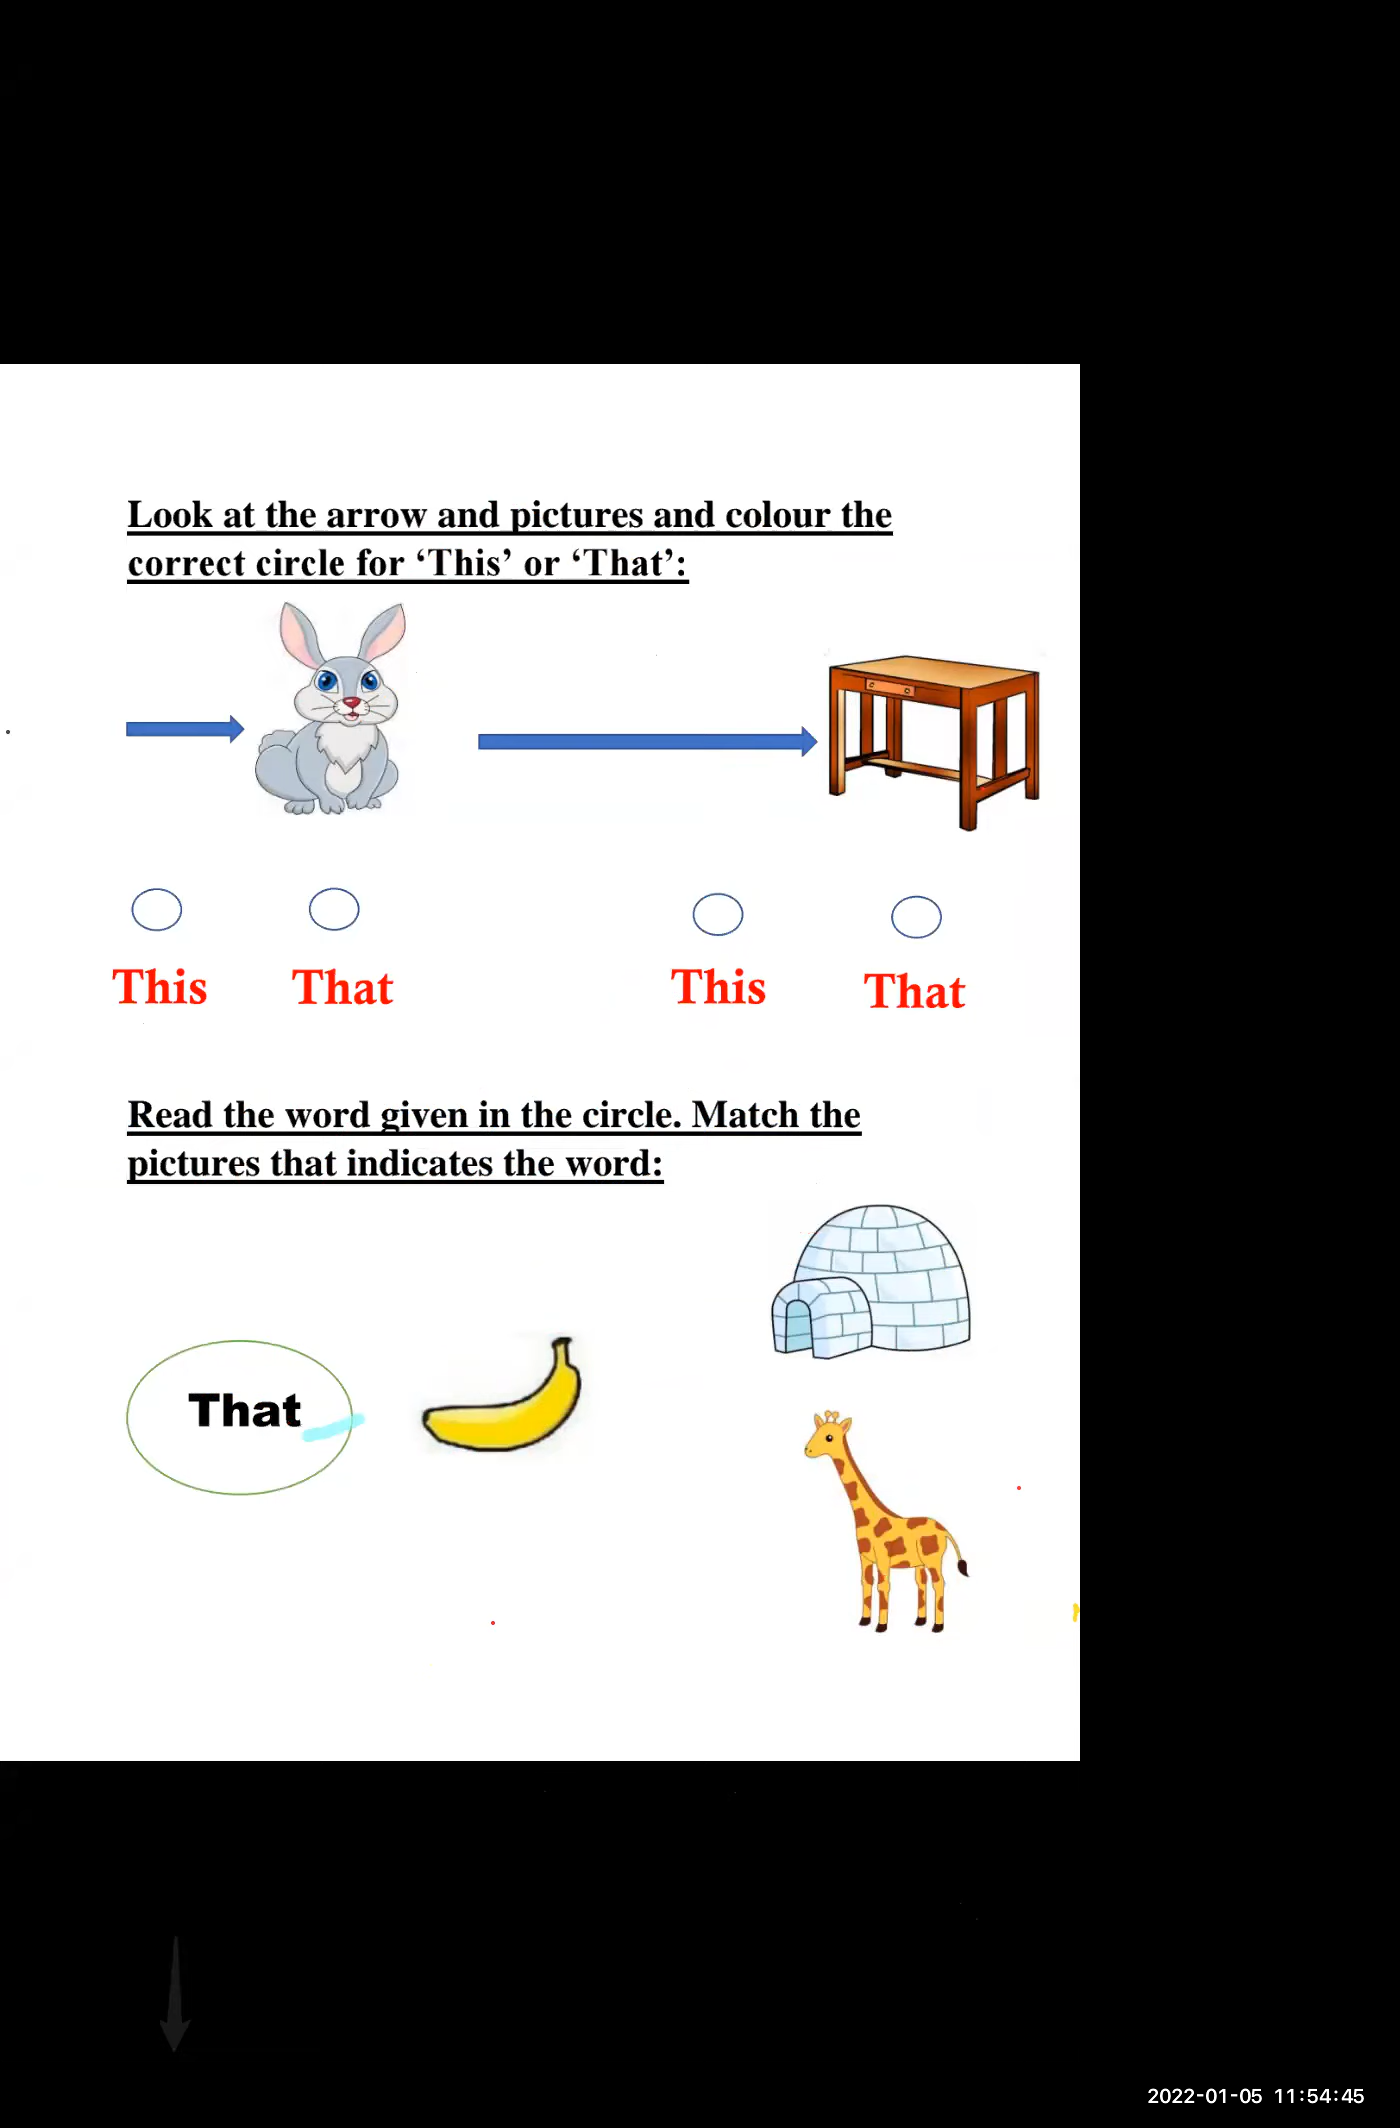 Look at the arrow and pictures and colour the
correct circle for ‘This’ or ‘That’:
This That This That
Read the word given in the circle. Match the
pictures that indicates the word:
That
2022-01-05 11:54:45